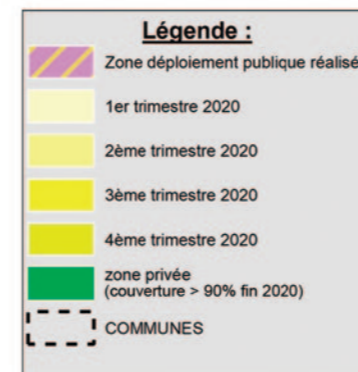 Légende :
Zone déploiement publique réalisé
1er trimestre 2020
2ème trimestre 2020
3ème trimestre 2020
4ème trimestre 2020
zone privée
(couverture > 90% fin 2020)
COMMUNES